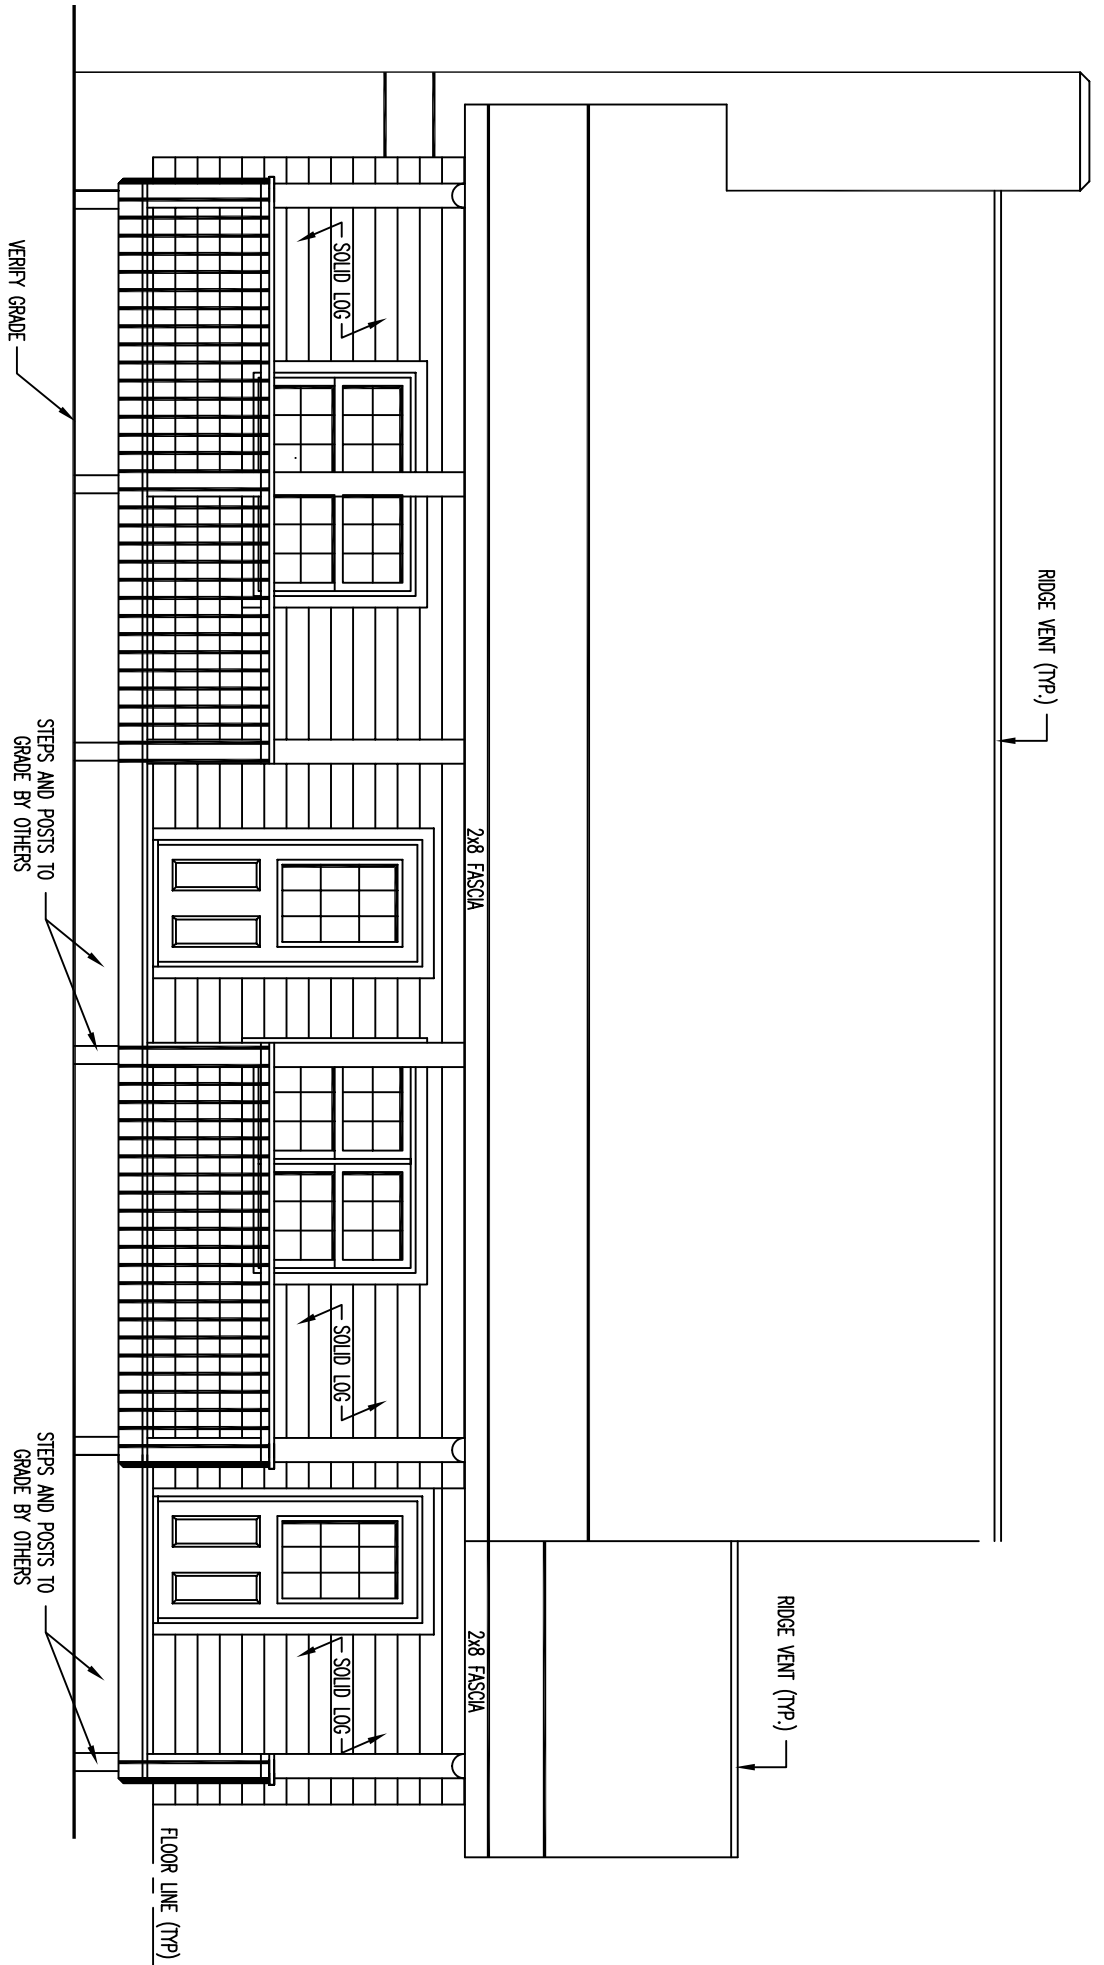 RIDGE VENT (TYP.)
RIDGE VENT (TYP.)
2x8 FASCIA
2x8 FASCIA
SOLID LOG
SOLID LOG
SOLID LOG
FLOOR LINE (TYP)
VERIFY GRADE
STEPS AND POSTS TO
GRADE BY OTHERS
STEPS AND POSTS TO
GRADE BY OTHERS